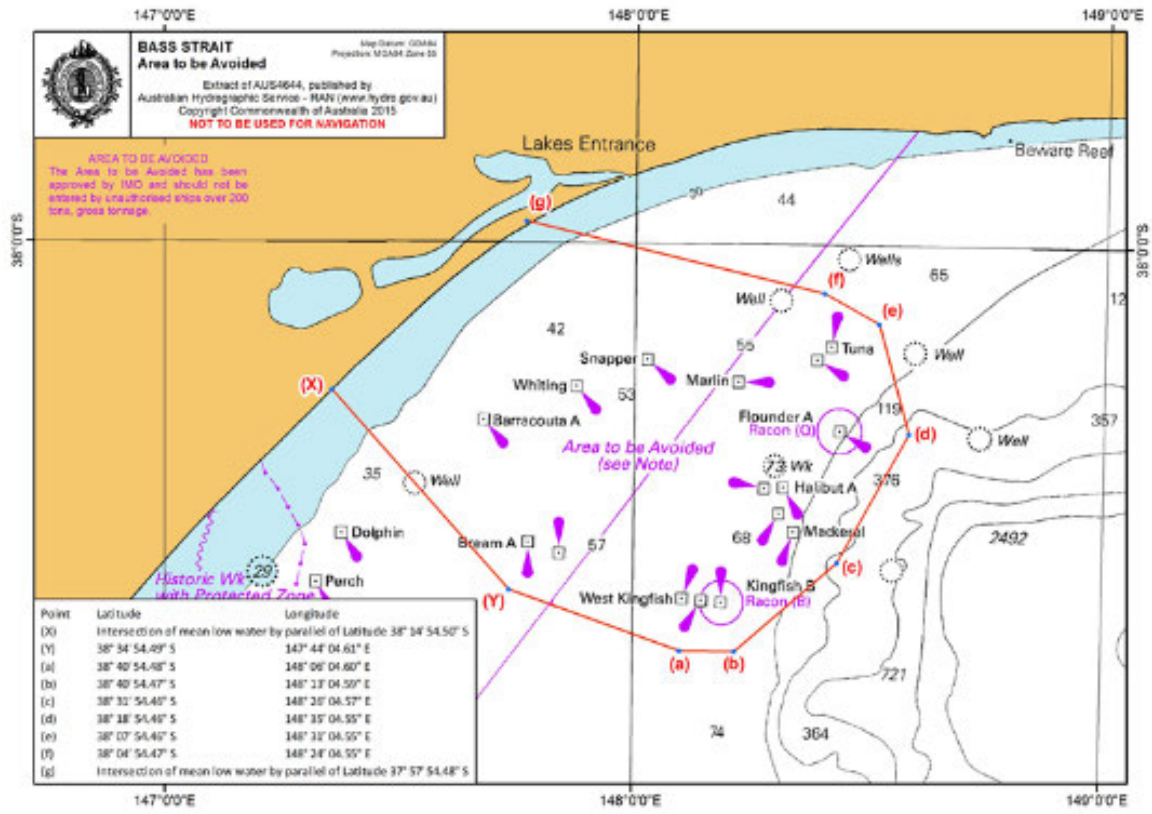 147°0'0"E
148°0'0"E
149°0'0"E
BASS STRAIT
Area to be Avoided
Map Datum: GDA94
Projection: MGA94 Zone 55
Extract of AUS4644, published by
Australian Hydrographic Service - RAN (www.hydro.gov.au)
Copyright Commonwealth of Australia 2015
NOT TO BE USED FOR NAVIGATION
AREA TO BE AVOIDED
The Area to be Avoided has been
approved by IMO and should not be
entered by unauthorised ships over 200
tons, gross tonnage.
Lakes Entrance
Beware Reef
(g)
30
44
38°0'0"S
38°0'0"S
Wells
65
(f)
12
Well
(e)
42
55
Tuna
Well
Snapper
(X)
Whiting
Marlin
53
119
357
Barracouta A
Flounder A
Racon (Q)
(d)
Well
Area to be Avoided
(see Note)
73 Wk
35
Well
Halibut A
376
Dolphin
Bream A
57
68
Mackerel
2492
29
Historic Wk
with Protected Zone
Perch
(c)
(Y)
West Kingfish
Kingfish B
Racon (B)
(a)
(b)
721
74
364
Point Latitude Longitude
(X) Intersection of mean low water by parallel of Latitude 38° 14' 54.50" S
(Y) 38° 34' 54.49" S 147° 44' 04.61" E
(a) 38° 40' 54.48" S 148° 06' 04.60" E
(b) 38° 40' 54.47" S 148° 13' 04.59" E
(c) 38° 31' 54.46" S 148° 26' 04.57" E
(d) 38° 18' 54.46" S 148° 35' 04.55" E
(e) 38° 07' 54.46" S 148° 31' 04.55" E
(f) 38° 04' 54.47" S 148° 24' 04.55" E
(g) Intersection of mean low water by parallel of Latitude 37° 57' 54.48" S
147°0'0"E
148°0'0"E
149°0'0"E